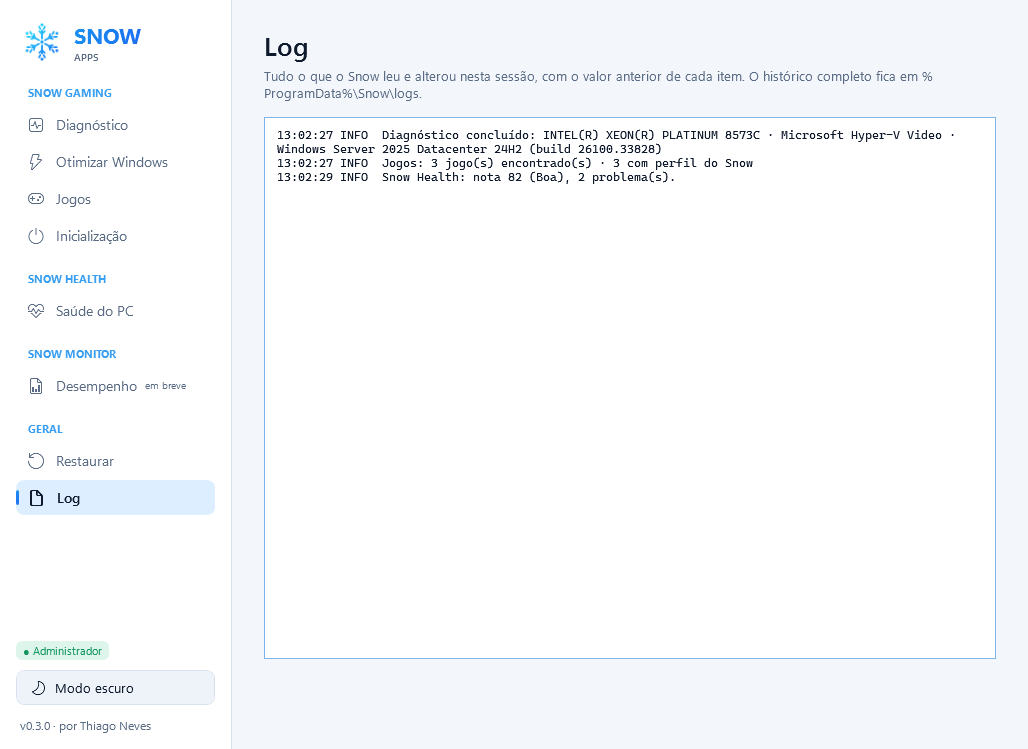 SNOW
APPS
SNOW GAMING
Diagnóstico
Otimizar Windows
Jogos
Inicialização
SNOW HEALTH
Saúde do PC
SNOW MONITOR
Desempenho em breve
GERAL
Restaurar
Log
Administrador
Modo escuro
v0.3.0 · por Thiago Neves
Log
Tudo o que o Snow leu e alterou nesta sessão, com o valor anterior de cada item. O histórico completo fica em %
ProgramData%\Snow\logs.
13:02:27 INFO  Diagnóstico concluído: INTEL(R) XEON(R) PLATINUM 8573C · Microsoft Hyper-V Video ·
Windows Server 2025 Datacenter 24H2 (build 26100.33828)
13:02:27 INFO  Jogos: 3 jogo(s) encontrado(s) · 3 com perfil do Snow
13:02:29 INFO  Snow Health: nota 82 (Boa), 2 problema(s).